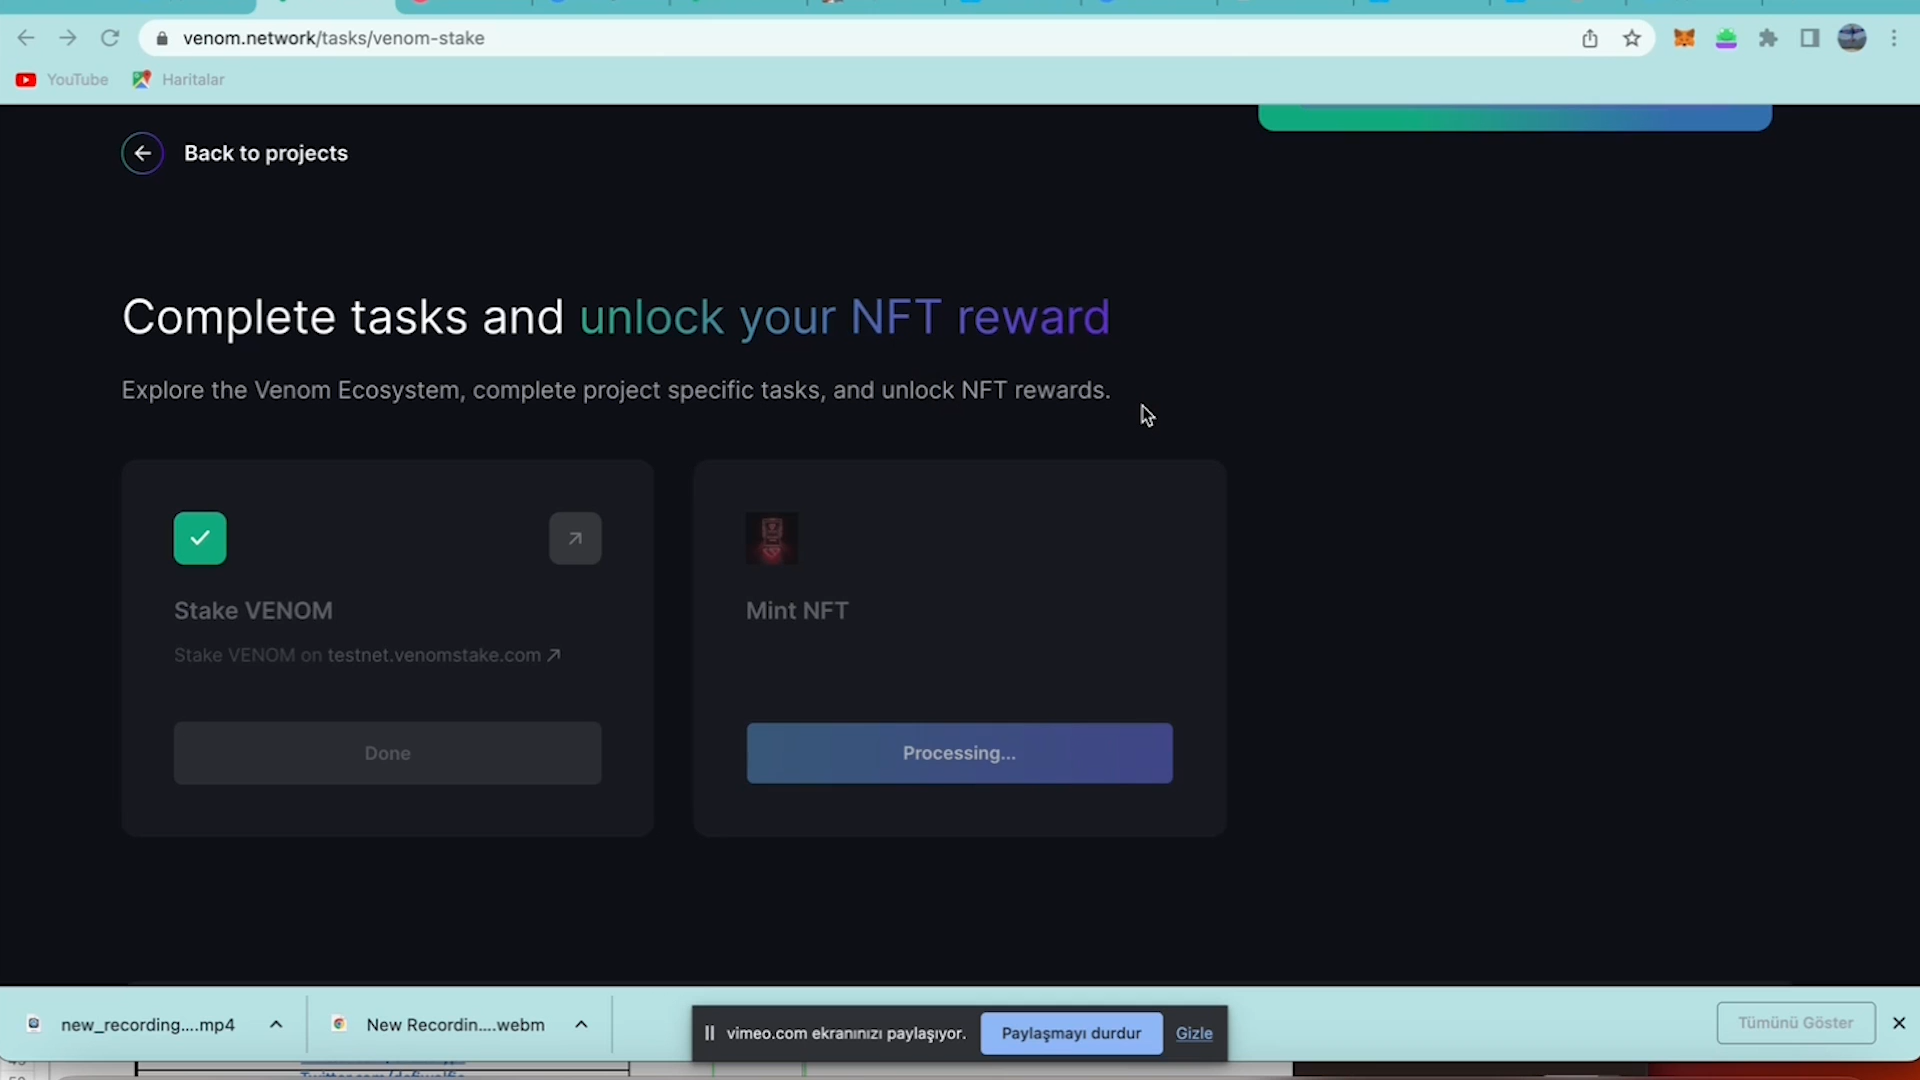 venom.network/tasks/venom-stake
YouTube
Haritalar
Back to projects
Complete tasks and unlock your NFT reward
Explore the Venom Ecosystem, complete project specific tasks, and unlock NFT rewards.
Stake VENOM
Stake VENOM on testnet.venomstake.com
Done
Mint NFT
Processing...
new_recording....mp4
New Recordin....webm
vimeo.com ekranınızı paylaşıyor.
Paylaşmayı durdur
Gizle
Tümünü Göster